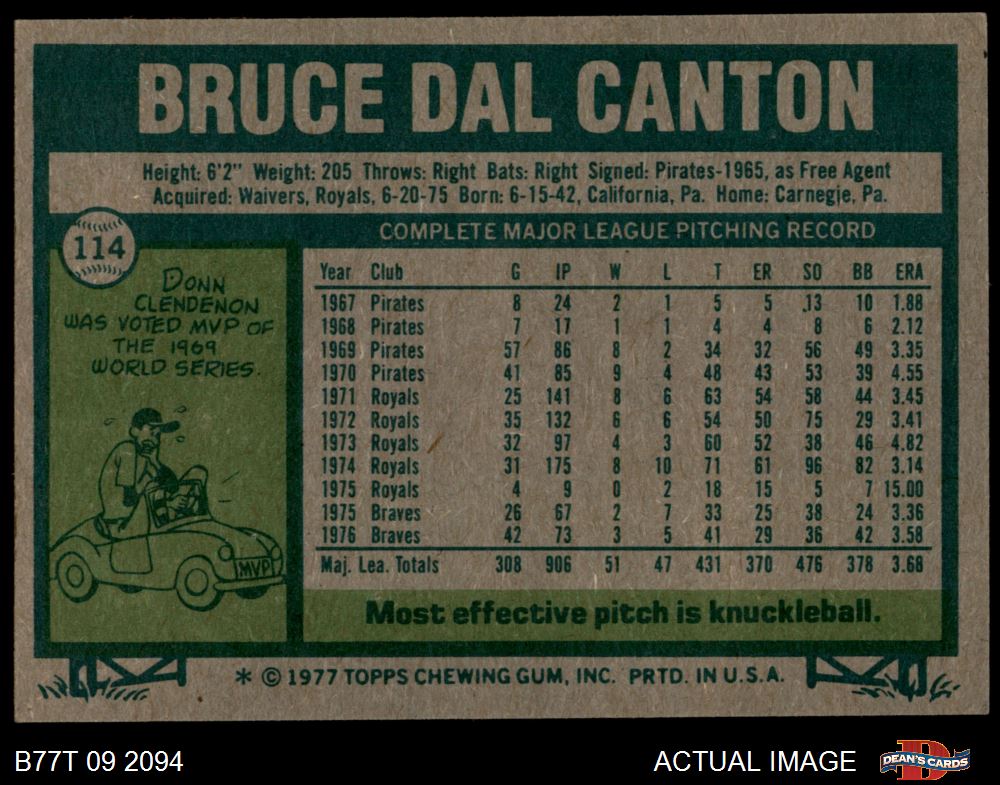 BRUCE DAL CANTON
Height: 6'2" Weight: 205 Throws: Right Bats: Right Signed: Pirates-1965, as Free Agent
Acquired: Waivers, Royals, 6-20-75 Born: 6-15-42, California, Pa. Home: Carnegie, Pa.
114
DONN
CLENDENON
WAS VOTED MVP OF
THE 1969
WORLD SERIES.
MVP
COMPLETE MAJOR LEAGUE PITCHING RECORD
Year Club G IP W L T ER SO BB ERA
1967 Pirates 8 24 2 1 5 5 13 10 1.88
1968 Pirates 7 17 1 1 4 4 8 6 2.12
1969 Pirates 57 86 8 2 34 32 56 49 3.35
1970 Pirates 41 85 9 4 48 43 53 39 4.55
1971 Royals 25 141 8 6 63 54 58 44 3.45
1972 Royals 35 132 6 6 54 50 75 29 3.41
1973 Royals 32 97 4 3 60 52 38 46 4.82
1974 Royals 31 175 8 10 71 61 96 82 3.14
1975 Royals 4 9 0 2 18 15 5 7 15.00
1975 Braves 26 67 2 7 33 25 38 24 3.36
1976 Braves 42 73 3 5 41 29 36 42 3.58
Maj. Lea. Totals 308 906 51 47 431 370 476 378 3.68
Most effective pitch is knuckleball.
* © 1977 TOPPS CHEWING GUM, INC. PRTD. IN U.S.A.
B77T 09 2094
ACTUAL IMAGE
D
DEAN'S CARDS